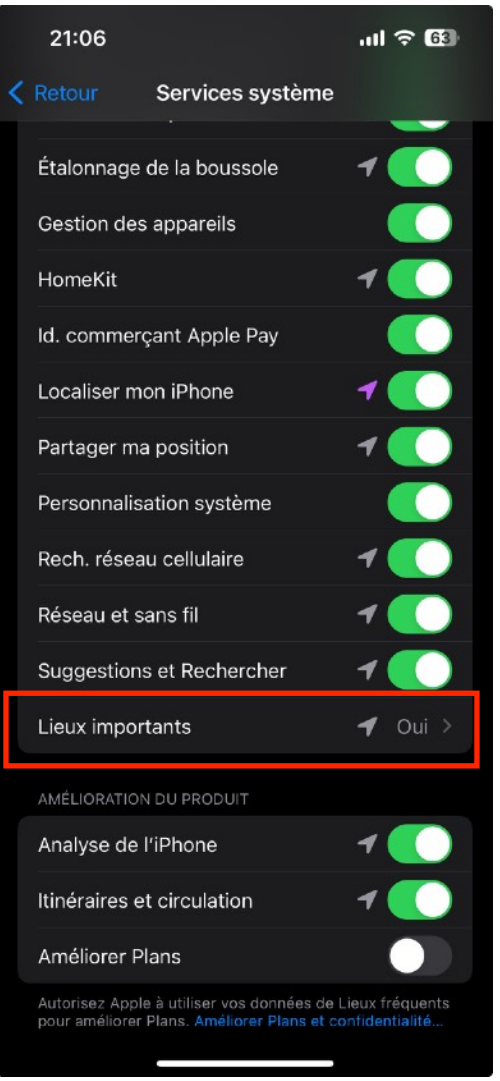 21:06
63
Retour
Services système
Étalonnage de la boussole
Gestion des appareils
HomeKit
Id. commerçant Apple Pay
Localiser mon iPhone
Partager ma position
Personnalisation système
Rech. réseau cellulaire
Réseau et sans fil
Suggestions et Rechercher
Lieux importants Oui
AMÉLIORATION DU PRODUIT
Analyse de l'iPhone
Itinéraires et circulation
Améliorer Plans
Autorisez Apple à utiliser vos données de Lieux fréquents
pour améliorer Plans. Améliorer Plans et confidentialité...